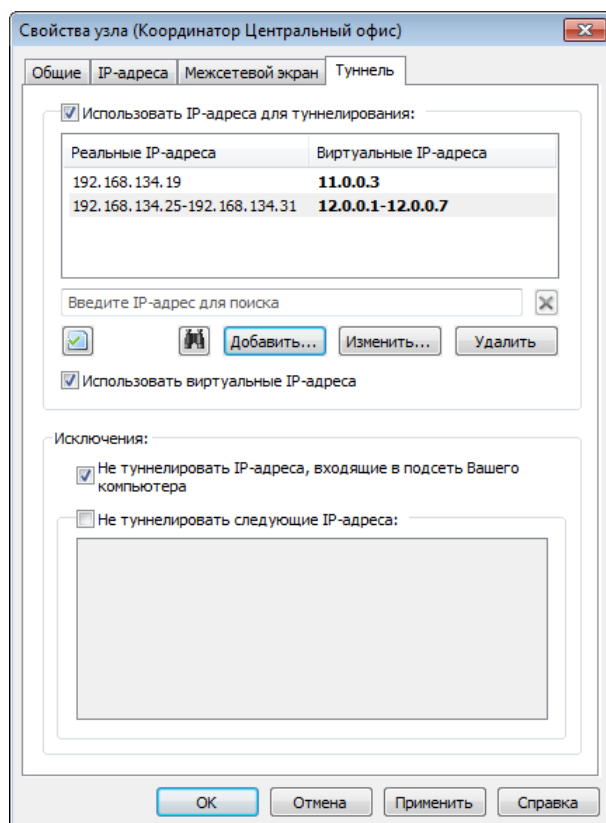 Свойства узла (Координатор Центральный офис)
Общие IP-адреса Межсетевой экран Туннель
Использовать IP-адреса для туннелирования:
Реальные IP-адреса Виртуальные IP-адреса
192.168.134.19 11.0.0.3
192.168.134.25-192.168.134.31 12.0.0.1-12.0.0.7
Введите IP-адрес для поиска
Добавить... Изменить... Удалить
Использовать виртуальные IP-адреса
Исключения:
Не туннелировать IP-адреса, входящие в подсеть Вашего
компьютера
Не туннелировать следующие IP-адреса:
ОК Отмена Применить Справка